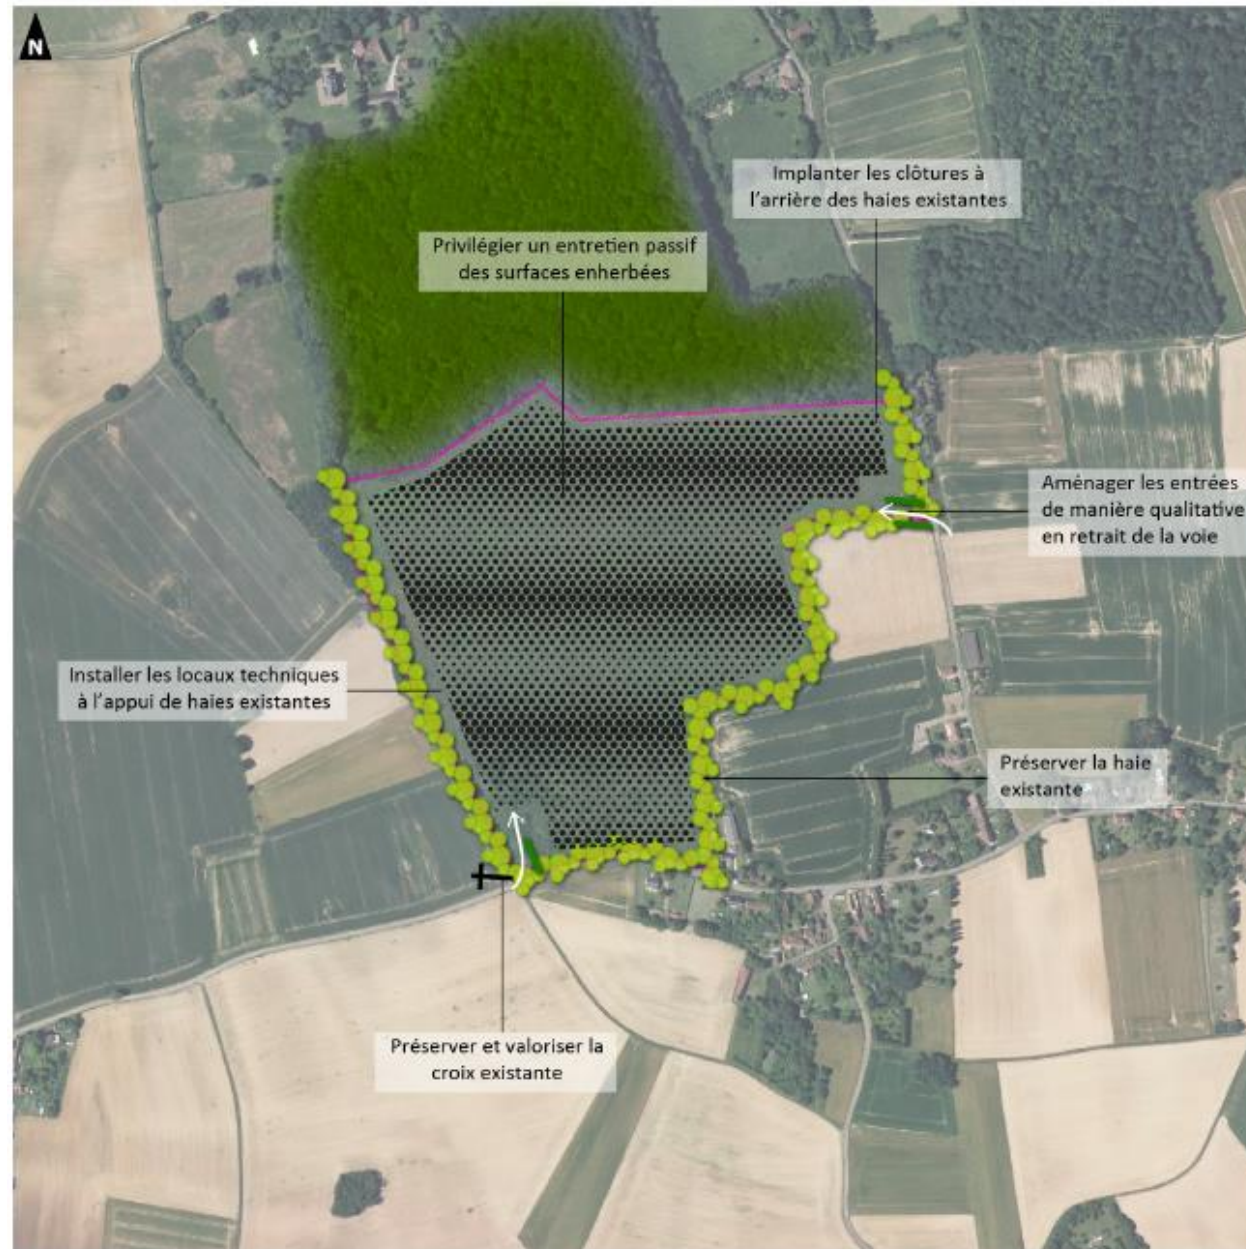 N
Implanter les clôtures à
l'arrière des haies existantes
Privilégier un entretien passif
des surfaces enherbées
Aménager les entrées
de manière qualitative
en retrait de la voie
Installer les locaux techniques
à l'appui de haies existantes
Préserver la haie
existante
Préserver et valoriser la
croix existante